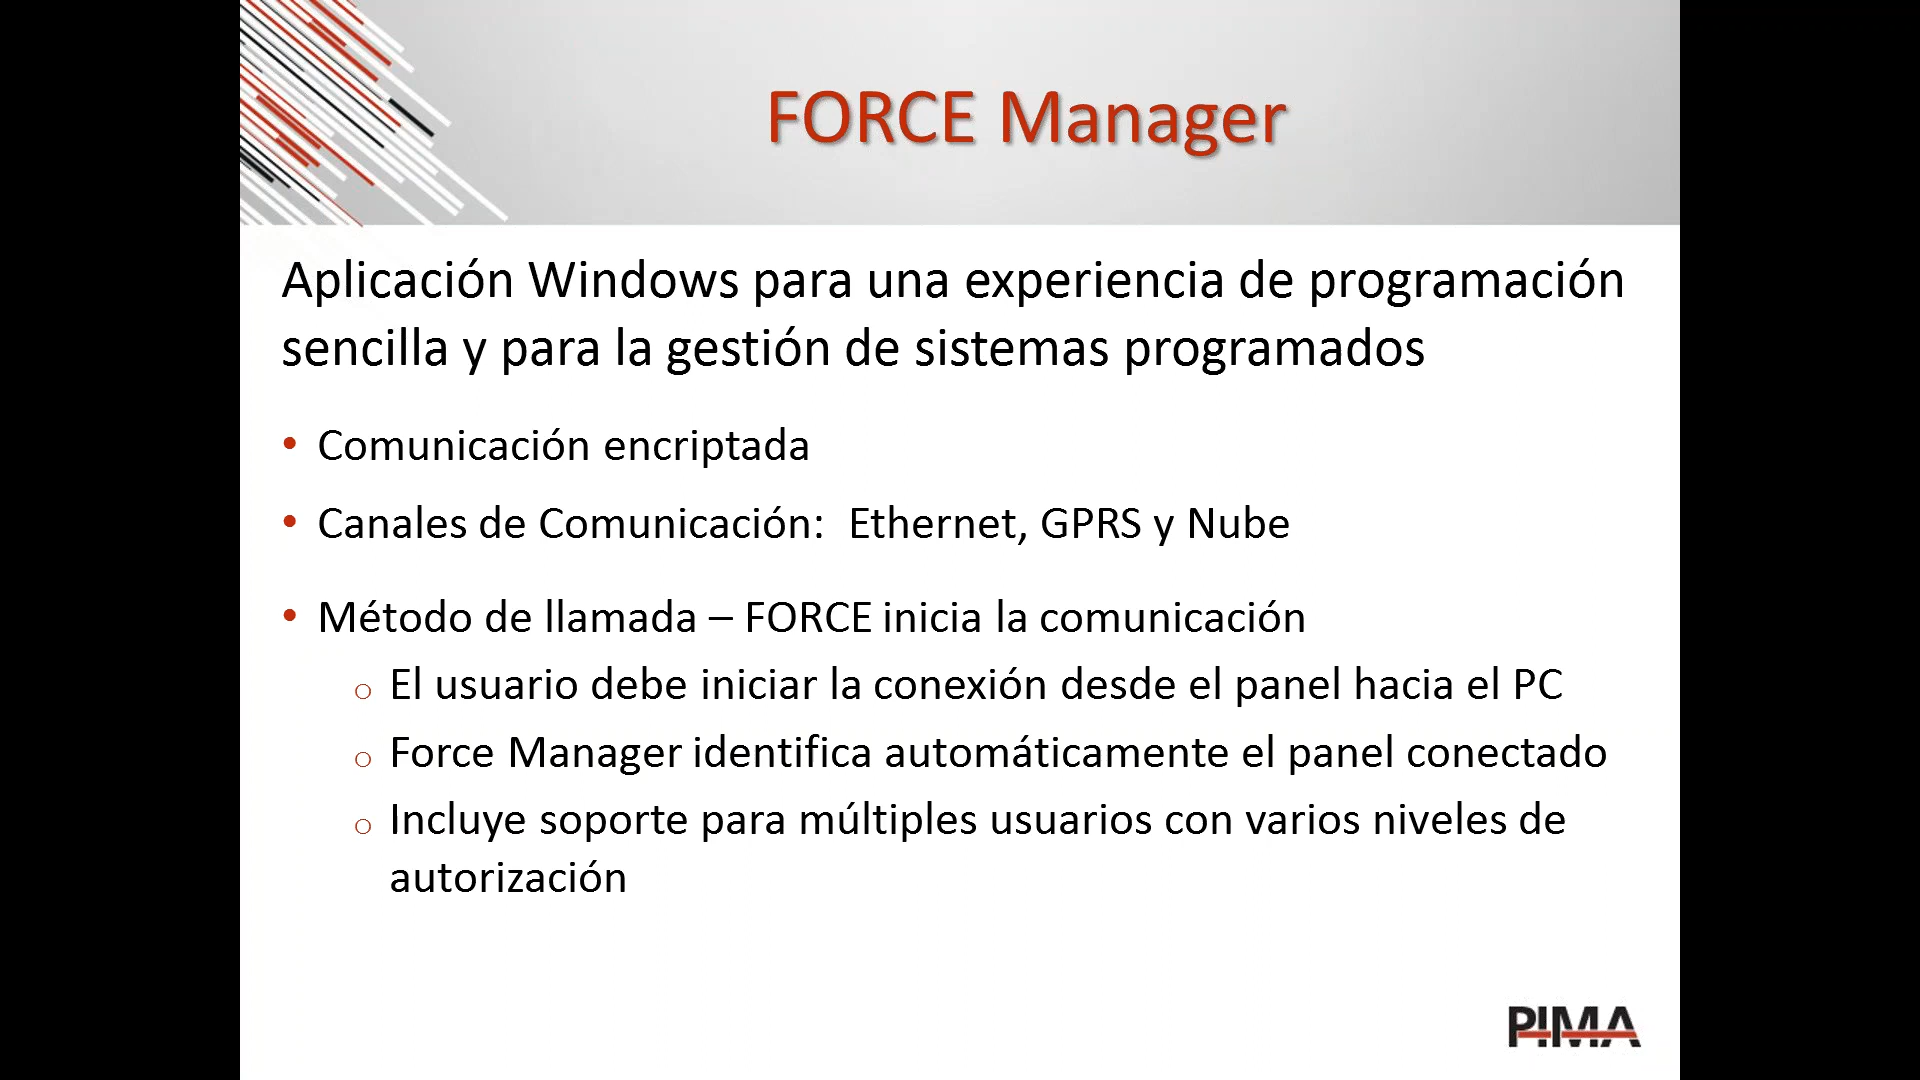 FORCE Manager
Aplicación Windows para una experiencia de programación
sencilla y para la gestión de sistemas programados
• Comunicación encriptada
• Canales de Comunicación:  Ethernet, GPRS y Nube
• Método de llamada – FORCE inicia la comunicación
o El usuario debe iniciar la conexión desde el panel hacia el PC
o Force Manager identifica automáticamente el panel conectado
o Incluye soporte para múltiples usuarios con varios niveles de
autorización
PIMA